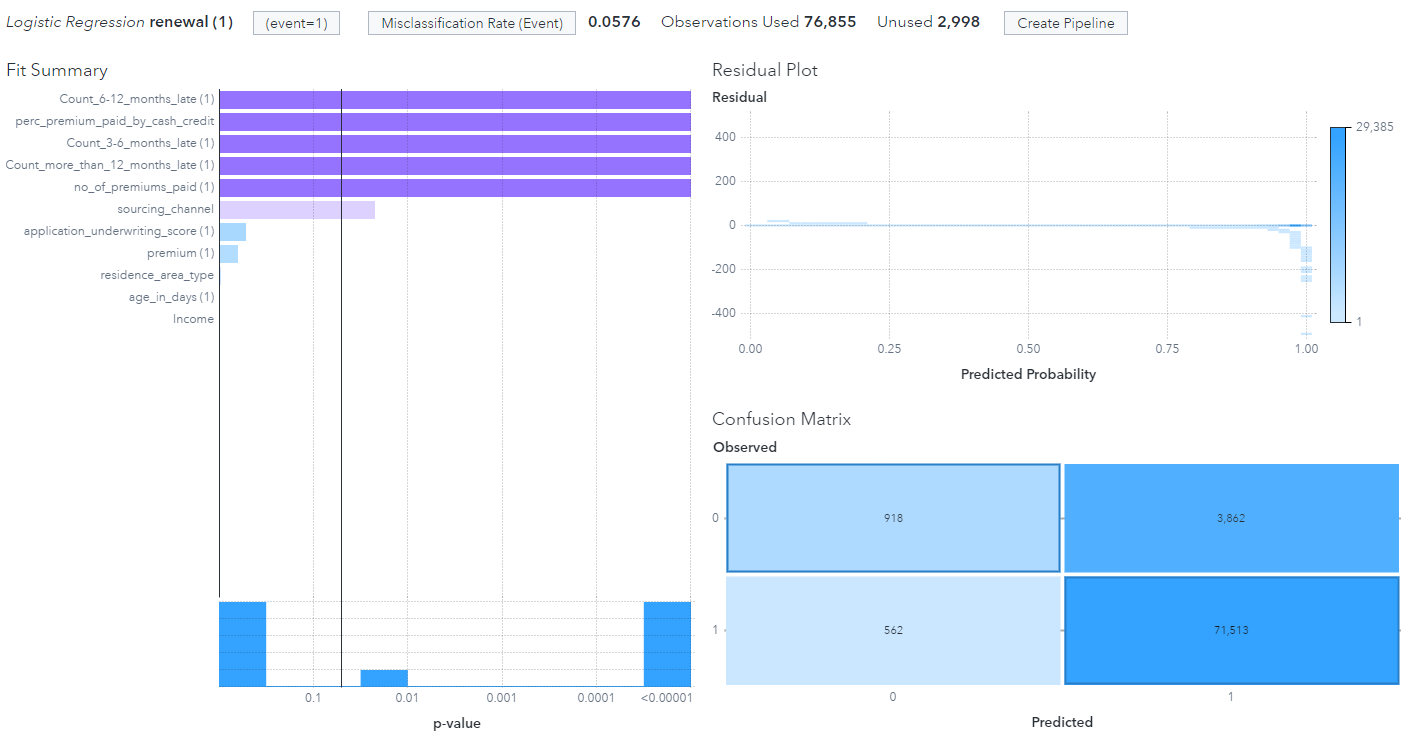 Logistic Regression renewal (1) (event=1) Misclassification Rate (Event) 0.0576 Observations Used 76,855 Unused 2,998 Create Pipeline
Fit Summary
Count_6-12_months_late (1)
perc_premium_paid_by_cash_credit
Count_3-6_months_late (1)
Count_more_than_12_months_late (1)
no_of_premiums_paid (1)
sourcing_channel
application_underwriting_score (1)
premium (1)
residence_area_type
age_in_days (1)
Income
0.1 0.01 0.001 0.0001 <0.00001
p-value
Residual Plot
Residual
400
200
0
-200
-400
0.00 0.25 0.50 0.75 1.00
Predicted Probability
29,385
1
Confusion Matrix
Observed
0 918 3,862
1 562 71,513
0 1
Predicted